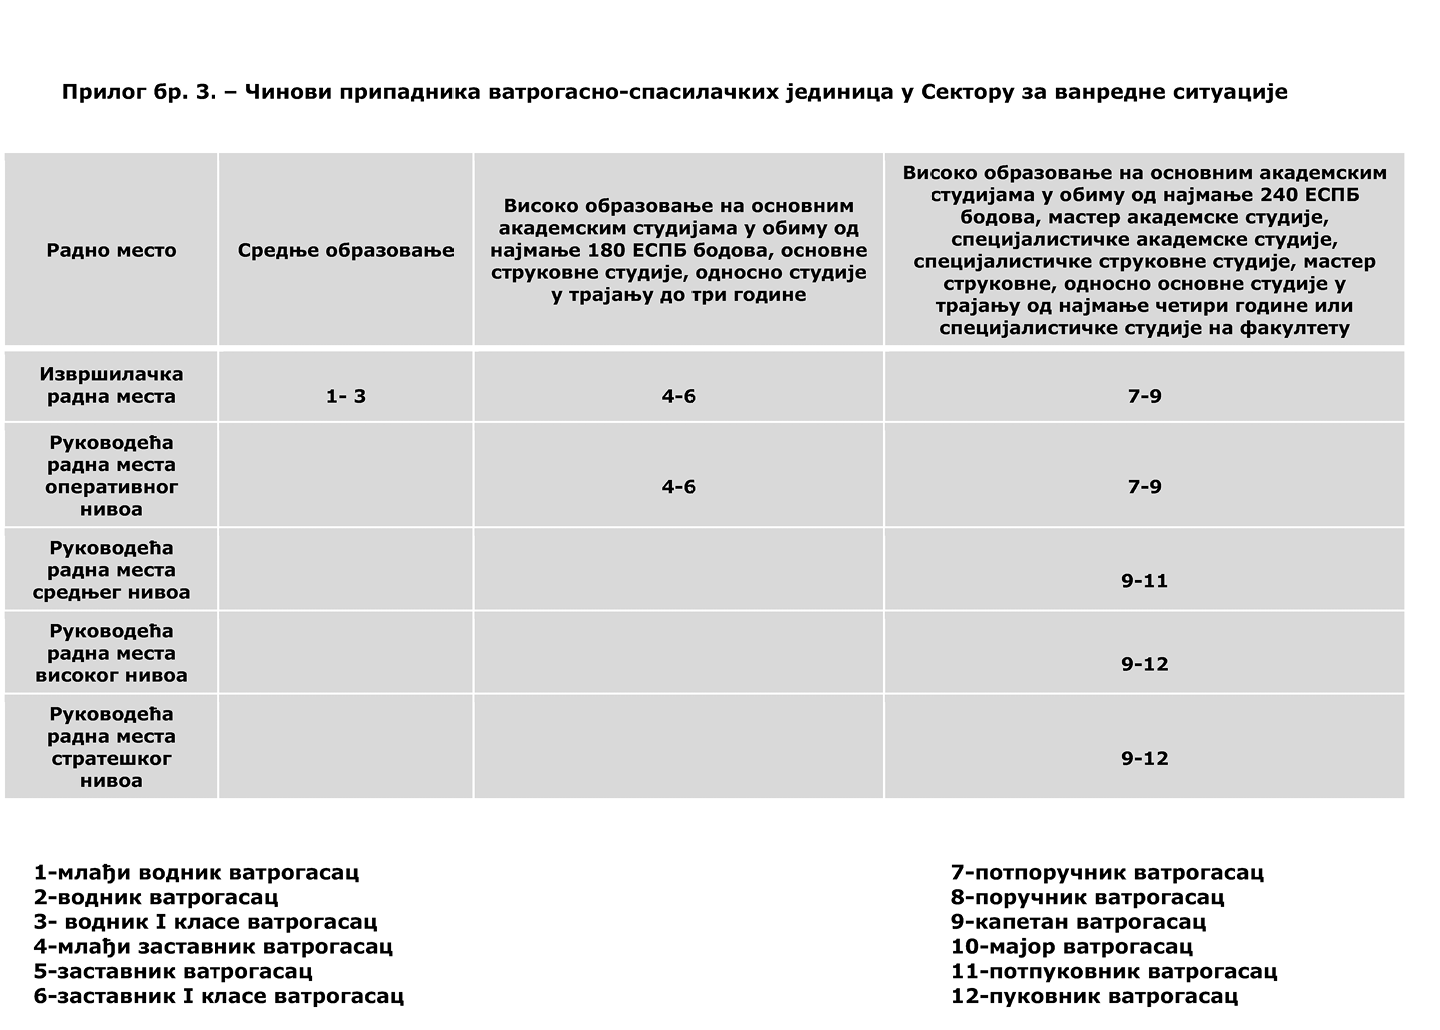 Прилог бр. 3. – Чинови припадника ватрогасно-спасилачких јединица у Сектору за ванредне ситуације
Радно место
Средње образовање
Високо образовање на основним
академским студијама у обиму од
најмање 180 ЕСПБ бодова, основне
струковне студије, односно студије
у трајању до три године
Високо образовање на основним академским
студијама у обиму од најмање 240 ЕСПБ
бодова, мастер академске студије,
специјалистичке академске студије,
специјалистичке струковне студије, мастер
струковне, односно основне студије у
трајању од најмање четири године или
специјалистичке студије на факултету
Извршилачка
радна места
1- 3
4-6
7-9
Руководећа
радна места
оперативног
нивоа
4-6
7-9
Руководећа
радна места
средњег нивоа
9-11
Руководећа
радна места
високог нивоа
9-12
Руководећа
радна места
стратешког
нивоа
9-12
1-млађи водник ватрогасац
2-водник ватрогасац
3- водник I класе ватрогасац
4-млађи заставник ватрогасац
5-заставник ватрогасац
6-заставник I класе ватрогасац
7-потпоручник ватрогасац
8-поручник ватрогасац
9-капетан ватрогасац
10-мајор ватрогасац
11-потпуковник ватрогасац
12-пуковник ватрогасац